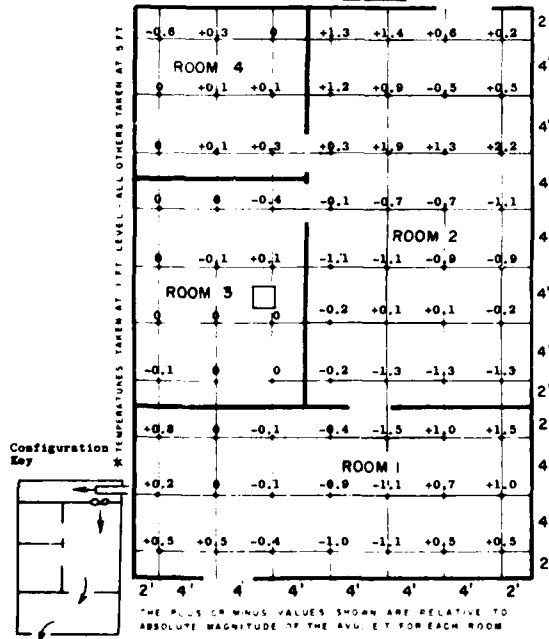 -0.6 +0.3 0 +1.3 +1.4 +0.6 +0.2
2'
ROOM 4
4'
0 +0.1 +0.1 +1.2 +0.9 -0.5 +0.5
4'
0 +0.1 +0.3 +0.3 +1.9 +1.3 +2.2
4'
0 0 -0.4 -0.1 -0.7 -0.7 -1.1
ROOM 2
4'
0 -0.1 +0.1 -1.1 -1.1 -0.9 -0.9
ROOM 3
4'
0 0 0 -0.2 +0.1 +0.1 -0.2
4'
-0.1 0 0 -0.2 -1.3 -1.3 -1.3
2'
2'
+0.8 0 -0.1 -0.4 -1.5 +1.0 +1.5
ROOM 1
4'
+0.2 0 -0.1 -0.9 -1.1 +0.7 +1.0
4'
+0.5 +0.5 -0.4 -1.0 -1.1 +0.5 +0.5
2'
2' 4' 4' 4' 4' 4' 2'
* TEMPERATURES TAKEN AT 1 FT LEVEL - ALL OTHERS TAKEN AT 5 FT
Configuration
Key
THE PLUS OR MINUS VALUES SHOWN ARE RELATIVE TO
ABSOLUTE MAGNITUDE OF THE AVG. ET FOR EACH ROOM